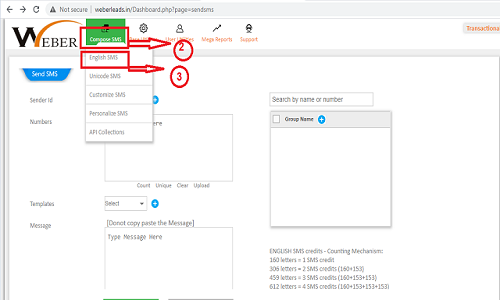 Not secure | weberleads.in/Dashboard.php?page=sendsms
WEBER
Compose SMS
Mega Reports
Support
Transactional
2
English SMS
3
Send SMS
Unicode SMS
Customize SMS
Personalize SMS
API Collections
Sender Id
Search by name or number
Numbers
Group Name
Count Unique Clear Upload
Templates
Select
[Donot copy paste the Message]
Message
Type Message Here
ENGLISH SMS credits - Counting Mechanism:
160 letters = 1 SMS credit
306 letters = 2 SMS credits (160+153)
459 letters = 3 SMS credits (160+153+153)
612 letters = 4 SMS credits (160+153+153+153)